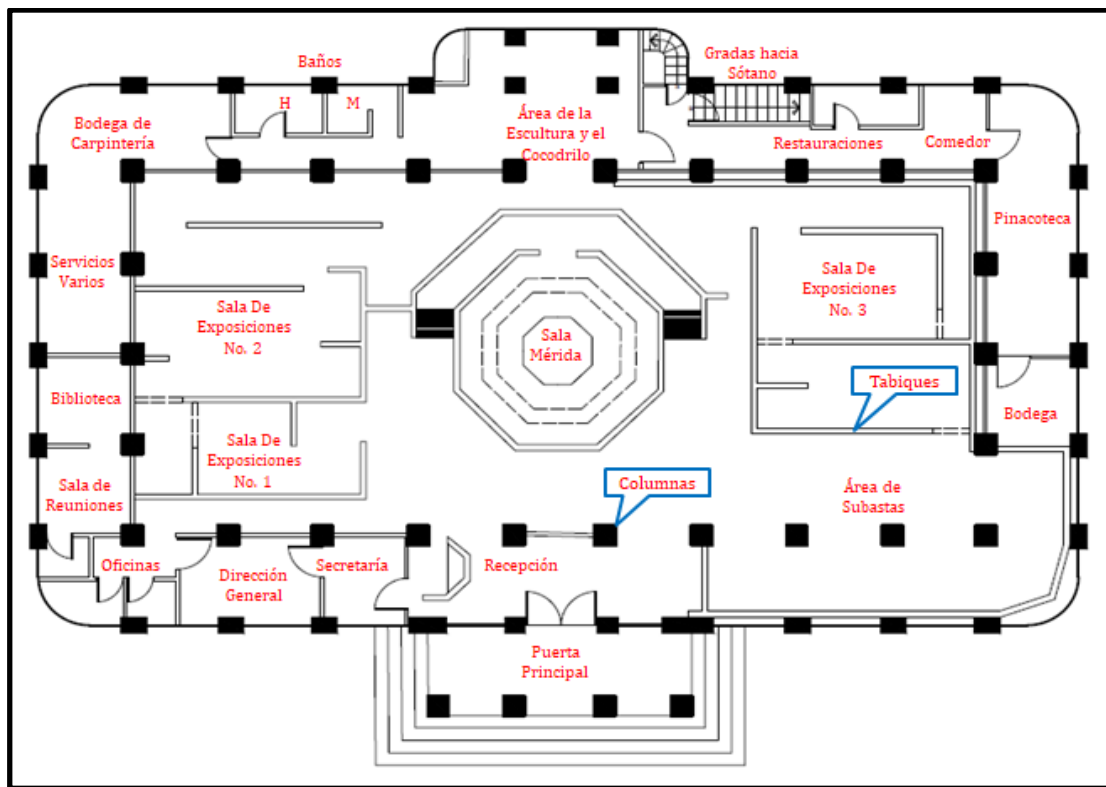 Baños
Gradas hacia
Sótano
H
M
Bodega de
Carpintería
Área de la
Escultura y el
Cocodrilo
Restauraciones
Comedor
Pinacoteca
Servicios
Varios
Sala De
Exposiciones
No. 2
Sala
Mérida
Sala De
Exposiciones
No. 3
Tabiques
Biblioteca
Bodega
Sala De
Exposiciones
No. 1
Sala de
Reuniones
Columnas
Área de
Subastas
Oficinas
Dirección
General
Secretaría
Recepción
Puerta
Principal